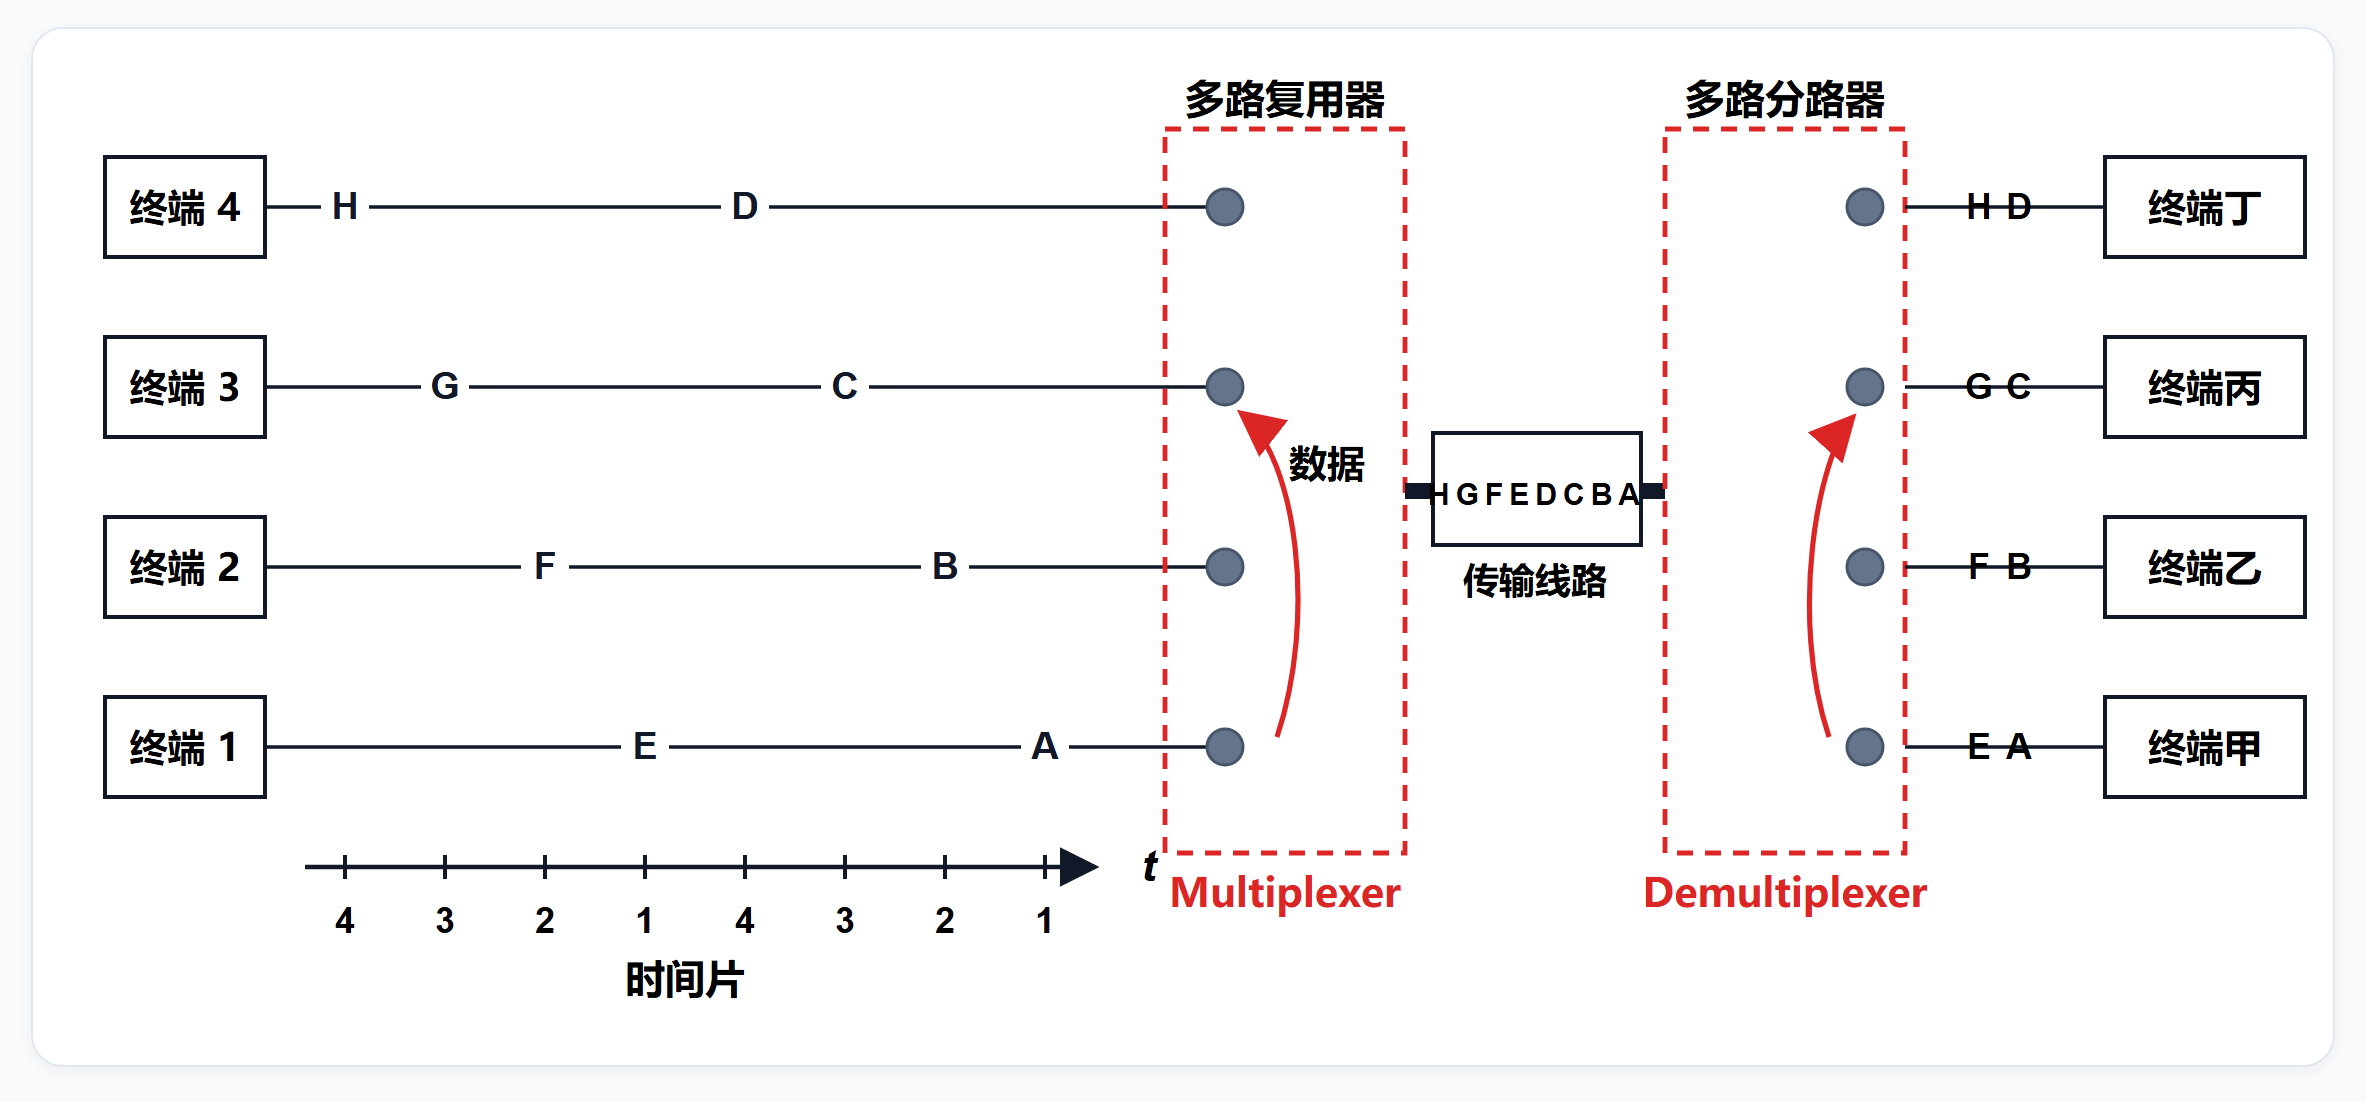 多路复用器
多路分路器
终端 4
H
D
H D
终端丁
终端 3
G
C
G C
终端丙
数据
H G F E D C B A
传输线路
终端 2
F
B
F B
终端乙
终端 1
E
A
E A
终端甲
t
Multiplexer
Demultiplexer
4 3 2 1 4 3 2 1
时间片